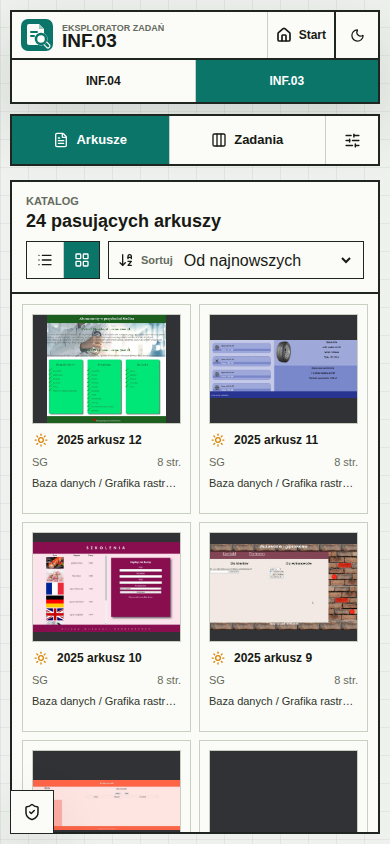 EKSPLORATOR ZADAŃ
INF.03
Start
INF.04
INF.03
Arkusze
Zadania
KATALOG
24 pasujących arkuszy
Sortuj
Od najnowszych
2025 arkusz 12
SG
8 str.
Baza danych / Grafika rastr…
2025 arkusz 11
SG
8 str.
Baza danych / Grafika rastr…
SZKOLENIA
2025 arkusz 10
SG
8 str.
Baza danych / Grafika rastr…
2025 arkusz 9
SG
8 str.
Baza danych / Grafika rastr…